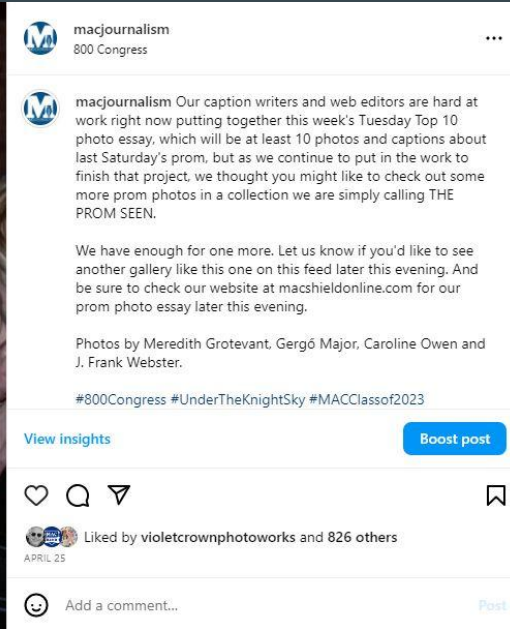 macjournalism
800 Congress
macjournalism Our caption writers and web editors are hard at
work right now putting together this week's Tuesday Top 10
photo essay, which will be at least 10 photos and captions about
last Saturday's prom, but as we continue to put in the work to
finish that project, we thought you might like to check out some
more prom photos in a collection we are simply calling THE
PROM SEEN.
We have enough for one more. Let us know if you'd like to see
another gallery like this one on this feed later this evening. And
be sure to check our website at macshieldonline.com for our
prom photo essay later this evening.
Photos by Meredith Grotevant, Gergő Major, Caroline Owen and
J. Frank Webster.
#800Congress #UnderTheKnightSky #MACClassof2023
View insights
Boost post
Liked by violetcrownphotoworks and 826 others
APRIL 25
Add a comment...
Post